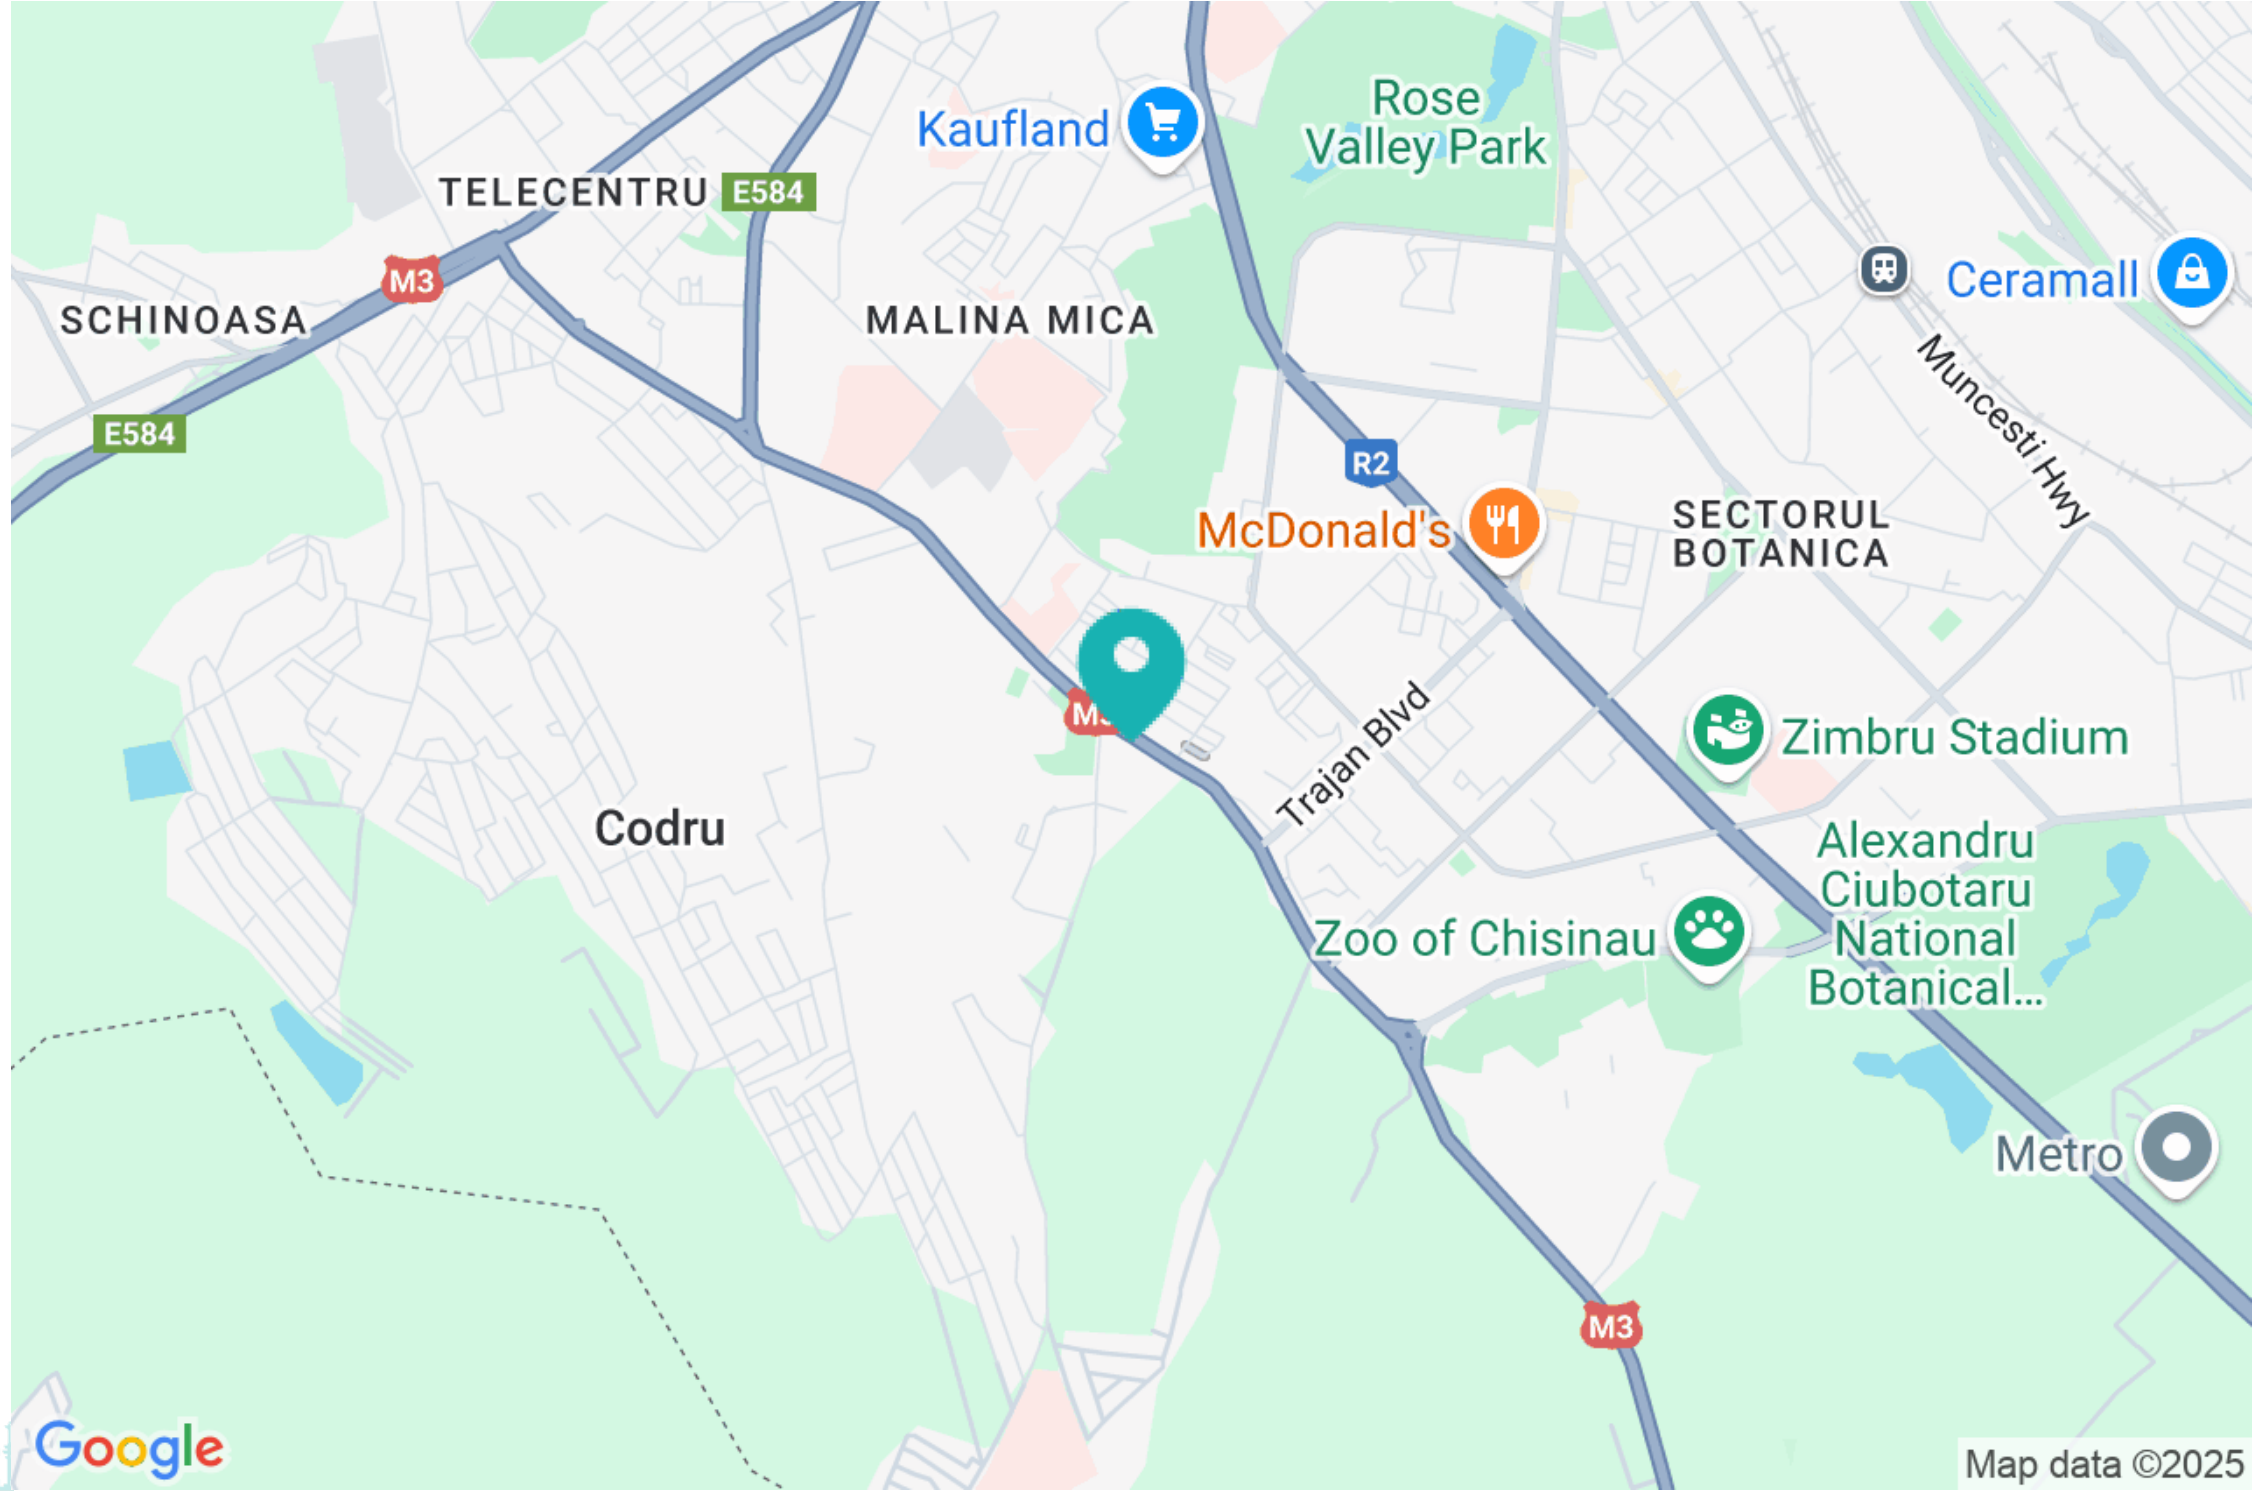 Rose
Valley Park
Kaufland
TELECENTRU
E584
M3
Ceramall
SCHINOASA
MALINA MICA
Muncesti Hwy
E584
R2
McDonald's
SECTORUL
BOTANICA
M3
Trajan Blvd
Zimbru Stadium
Codru
Alexandru
Ciubotaru
National
Botanical...
Zoo of Chisinau
Metro
M3
Google
Map data ©2025